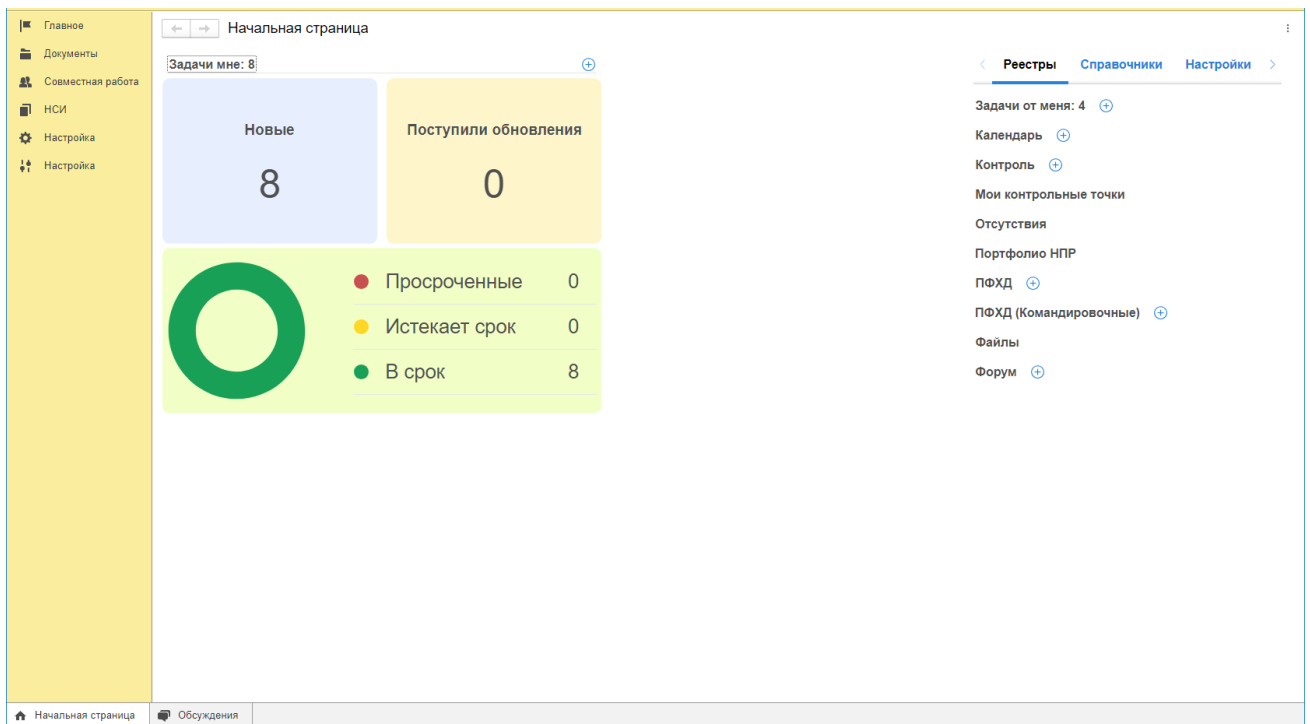 Главное
Документы
Совместная работа
НСИ
Настройка
Настройка
Начальная страница
Задачи мне: 8
Новые
8
Поступили обновления
0
Просроченные 0
Истекает срок 0
В срок 8
Реестры Справочники Настройки
Задачи от меня: 4
Календарь
Контроль
Мои контрольные точки
Отсутствия
Портфолио НПР
ПФХД
ПФХД (Командировочные)
Файлы
Форум
Начальная страница Обсуждения